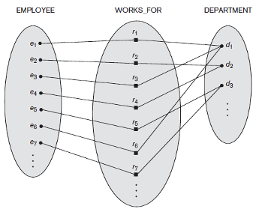 EMPLOYEE WORKS_FOR DEPARTMENT
e1 r1 d1
e2 r2 d2
e3 r3 d3
e4 r4
e5 r5
e6 r6
e7 r7